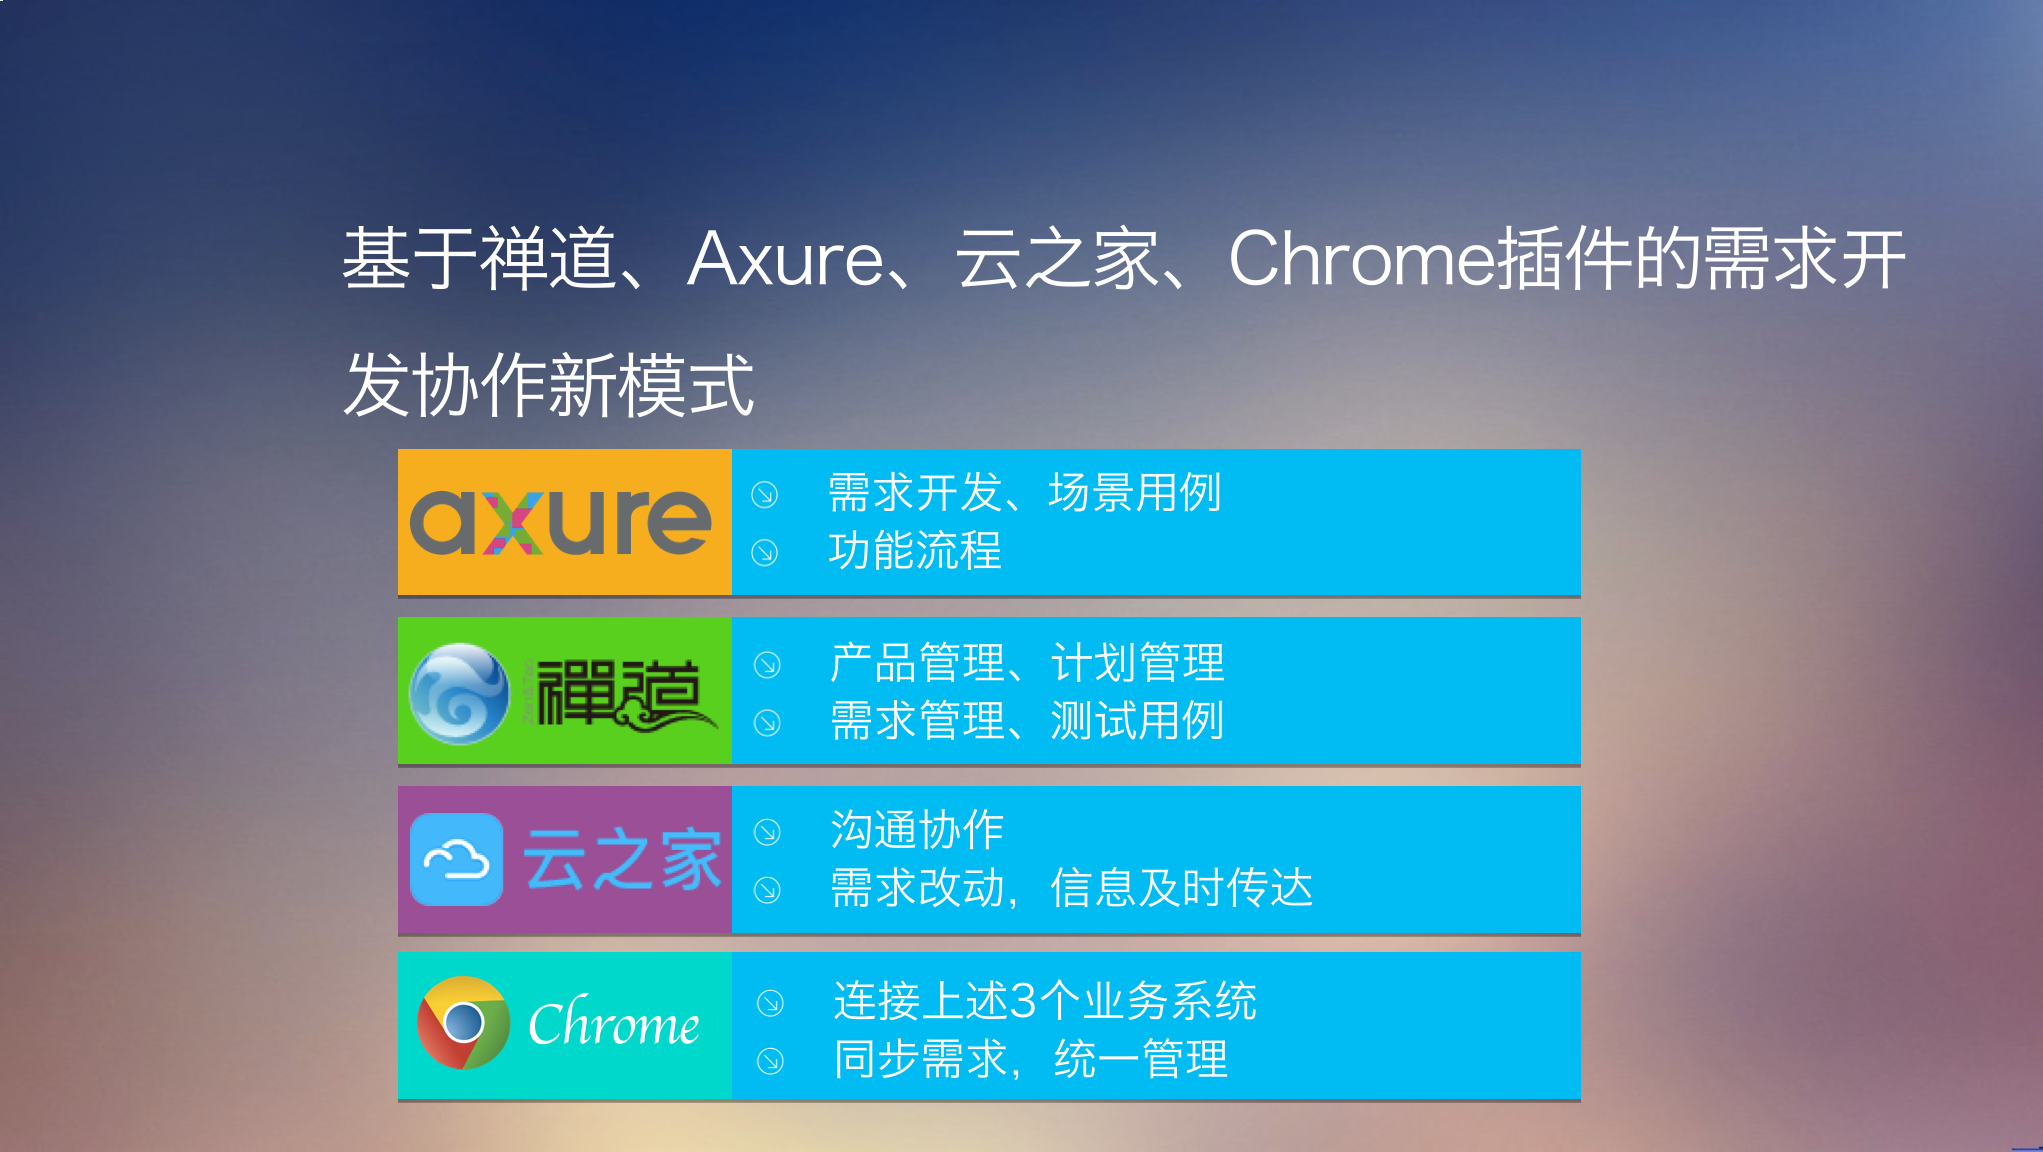 基于禅道、Axure、云之家、Chrome插件的需求开
发协作新模式
axure
需求开发、场景用例
功能流程
禪道
产品管理、计划管理
需求管理、测试用例
云之家
沟通协作
需求改动，信息及时传达
Chrome
连接上述3个业务系统
同步需求，统一管理